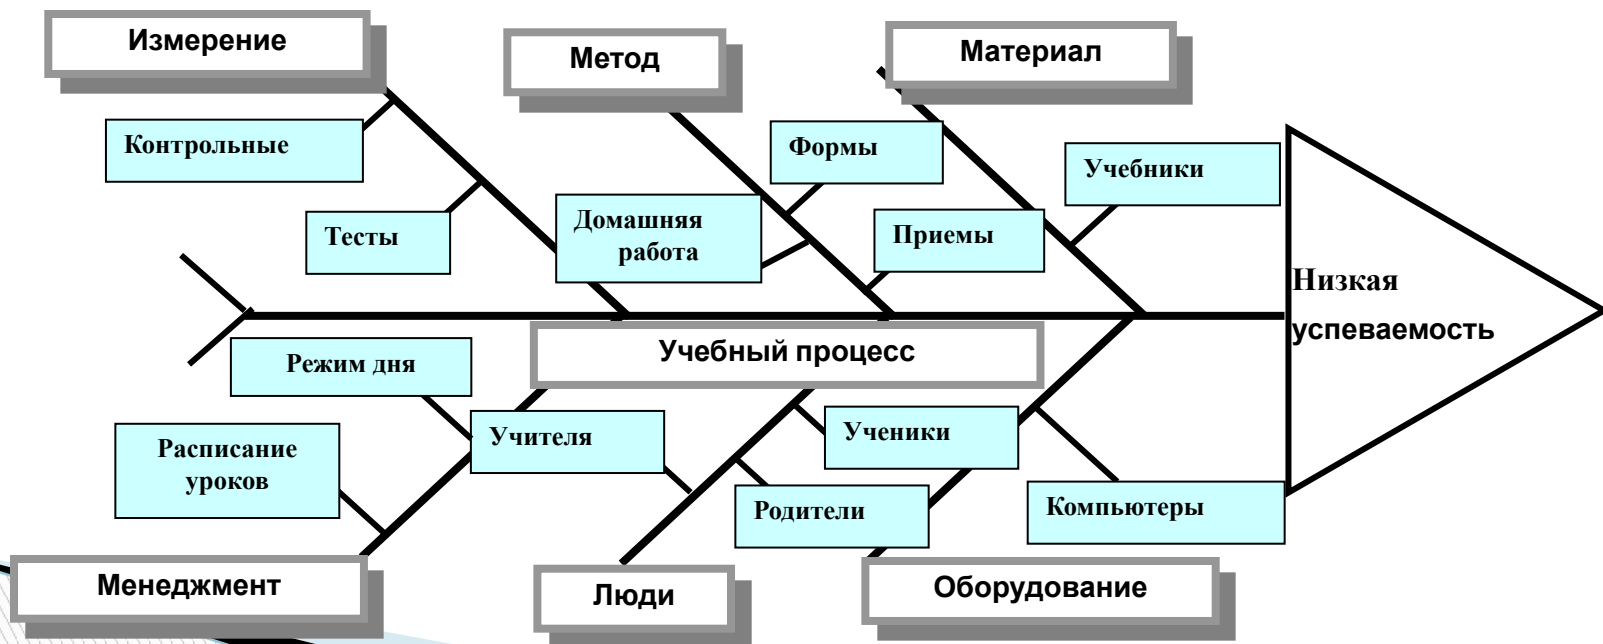 Измерение
Метод
Материал
Контрольные
Формы
Учебники
Тесты
Домашняя
работа
Приемы
Низкая
успеваемость
Учебный процесс
Режим дня
Учителя
Ученики
Расписание
уроков
Родители
Компьютеры
Менеджмент
Люди
Оборудование